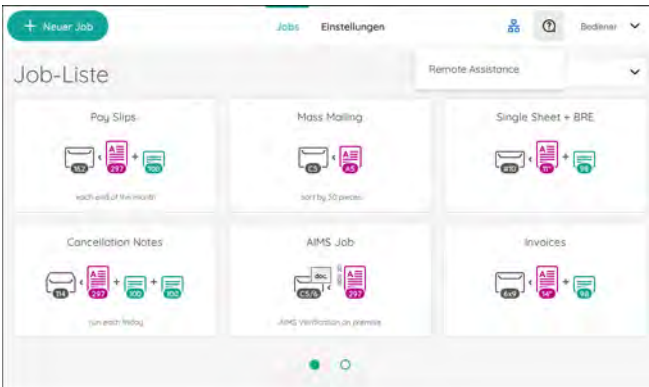 + Neuer Job
Jobs Einstellungen
Bediener
Job-Liste
Remote Assistance
Pay Slips
162 297 100
each end of the month
Mass Mailing
C5 A5
sort by 50 pieces
Single Sheet + BRE
#10 11" 98
Cancellation Notes
114 297 100 100
run each friday
AIMS Job
doc.
C5/6 297
AIMS Verification on premise
Invoices
6x9 14" 98